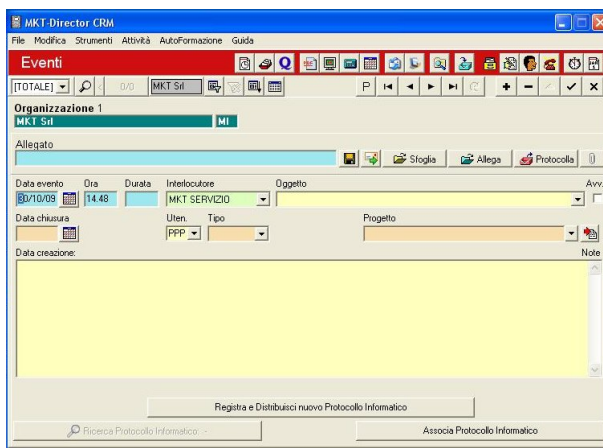 MKT-Director CRM
File Modifica Strumenti Attività AutoFormazione Guida
Eventi
[TOTALE] 0/0 MKT Srl P
Organizzazione 1
MKT Srl MI
Allegato
Sfoglia Allega Protocolla
Data evento Ora Durata Interlocutore Oggetto Avv.
30/10/09 14.48 MKT SERVIZIO
Data chiusura Uten. Tipo Progetto
PPP
Data creazione: Note
Registra e Distribuisci nuovo Protocollo Informatico
Ricerca Protocollo Informatico: - Associa Protocollo Informatico